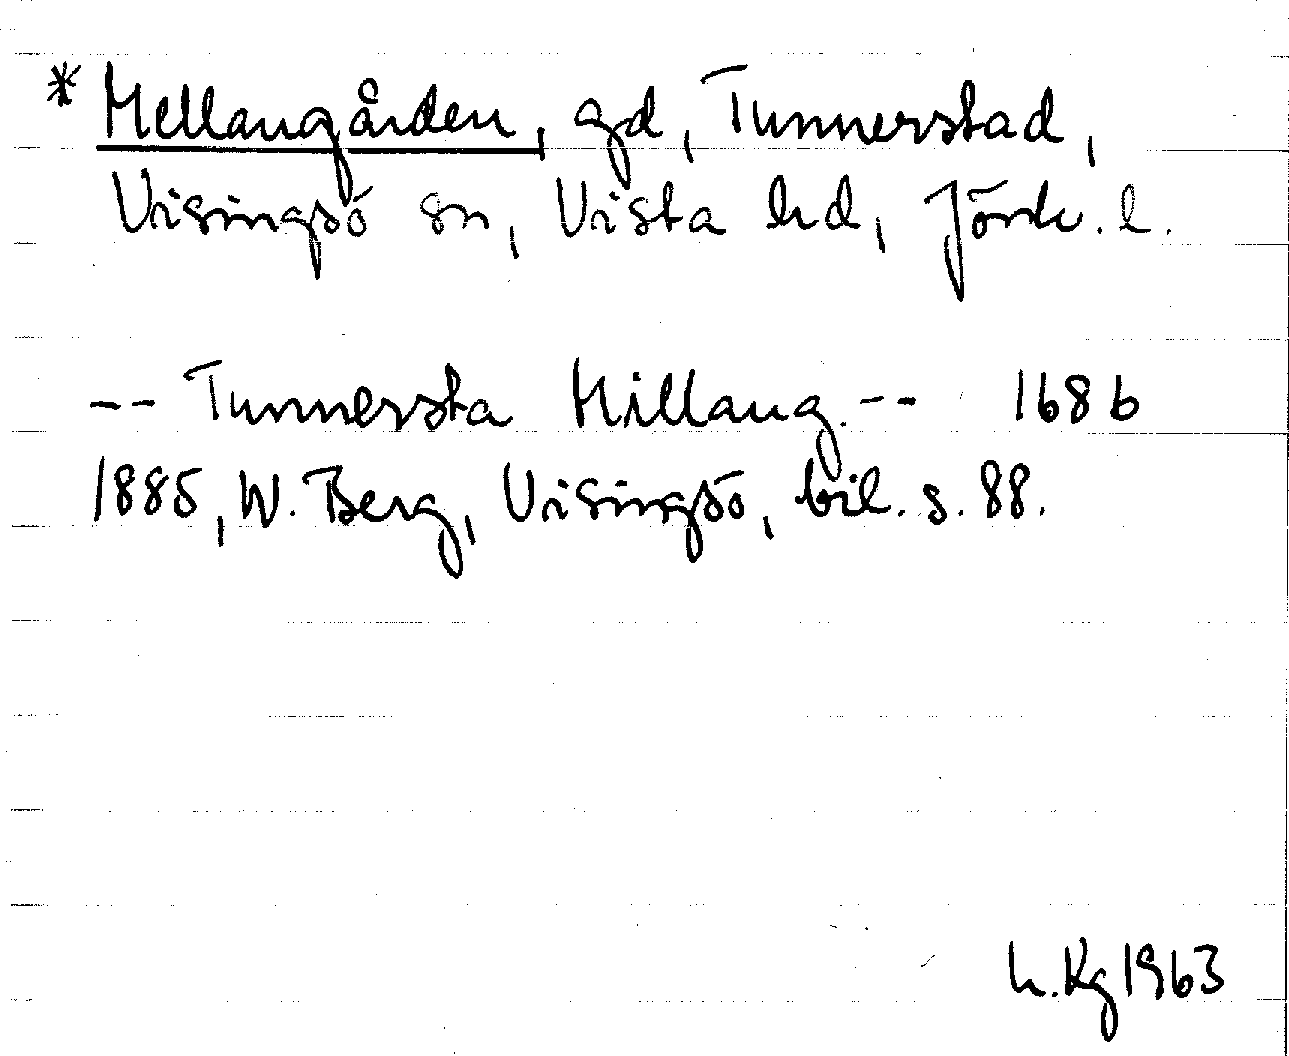 * Mellangården, gd, Tunnerstad,
Visingsö sn, Vista hd, Jönk. l.
-- Tunnersta Millang. -- 1686
1885, W. Berg, Visingsö, bil. s. 88.
h. Kg 1963